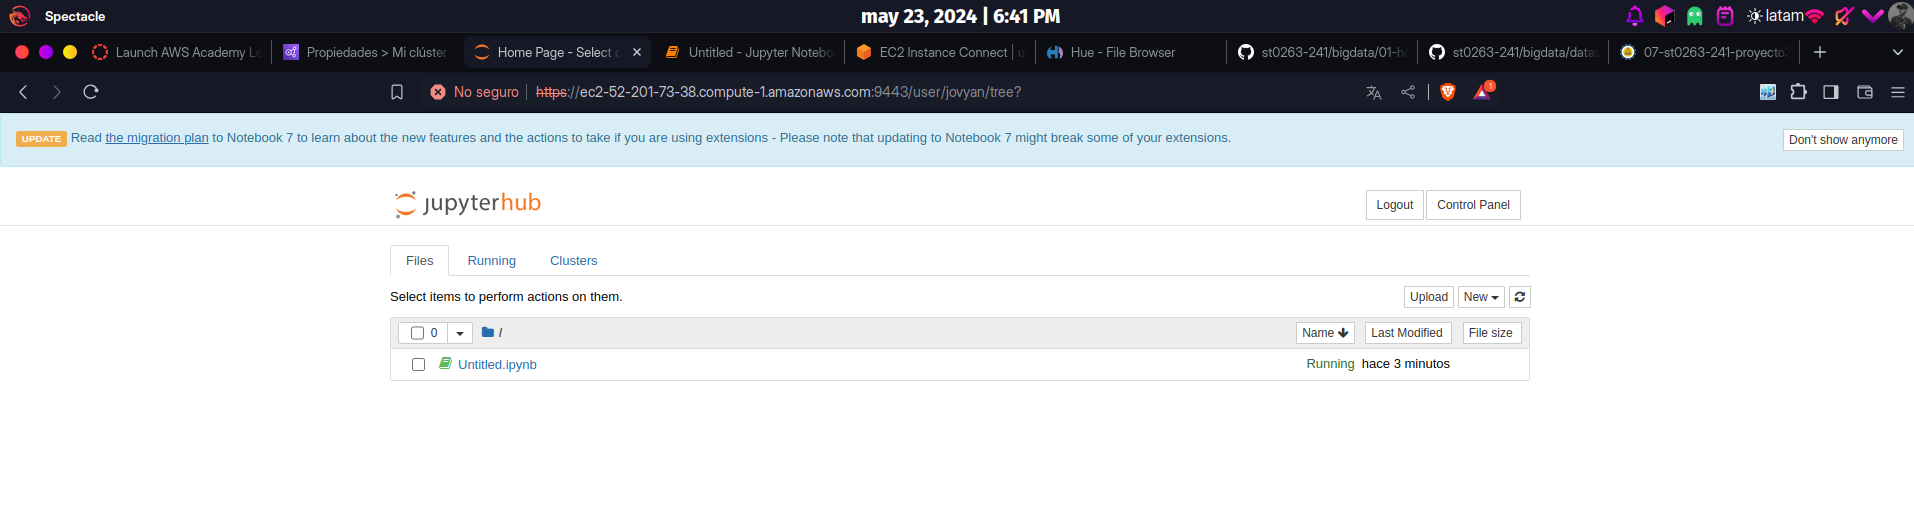 Spectacle
may 23, 2024 | 6:41 PM
latam
Launch AWS Academy Le
Propiedades > Mi clúster
Home Page - Select
Untitled - Jupyter Notebo
EC2 Instance Connect | u
Hue - File Browser
st0263-241/bigdata/01-h
st0263-241/bigdata/data
07-st0263-241-proyecto3
No seguro
https://ec2-52-201-73-38.compute-1.amazonaws.com:9443/user/jovyan/tree?
1
UPDATE Read the migration plan to Notebook 7 to learn about the new features and the actions to take if you are using extensions - Please note that updating to Notebook 7 might break some of your extensions.
Don't show anymore
jupyterhub
Logout
Control Panel
Files
Running
Clusters
Select items to perform actions on them.
Upload
New
0
/
Name
Last Modified
File size
Untitled.ipynb
Running
hace 3 minutos